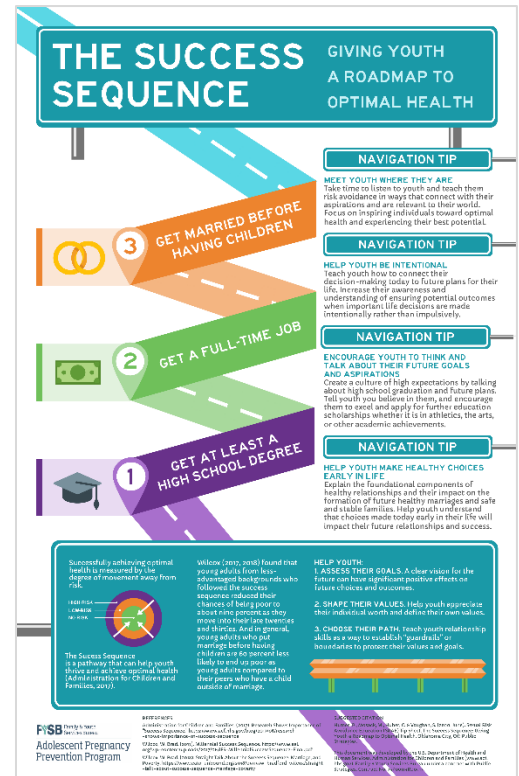 THE SUCCESS
SEQUENCE
GIVING YOUTH
A ROADMAP TO
OPTIMAL HEALTH
3
GET MARRIED BEFORE
HAVING CHILDREN
2
GET A FULL-TIME JOB
1
GET AT LEAST A
HIGH SCHOOL DEGREE
NAVIGATION TIP
MEET YOUTH WHERE THEY ARE
Take time to listen to youth and teach them
risk avoidance in ways that connect with their
aspirations and are relevant to their world.
Focus on inspiring individuals toward optimal
health and experiencing their best potential.
NAVIGATION TIP
HELP YOUTH BE INTENTIONAL
Teach youth how to connect their
decision-making today to future plans for their
life. Increase their awareness and
understanding of ensuring potential outcomes
when important life decisions are made
intentionally rather than impulsively.
NAVIGATION TIP
ENCOURAGE YOUTH TO THINK AND
TALK ABOUT THEIR FUTURE GOALS
AND ASPIRATIONS
Create a culture of high expectations by talking
about high school graduation and future plans.
Tell youth you believe in them, and encourage
them to excel and apply for further education
scholarships whether it is in athletics, the arts,
or other academic achievements.
NAVIGATION TIP
HELP YOUTH MAKE HEALTHY CHOICES
EARLY IN LIFE
Explain the foundational components of
healthy relationships and their impact on the
formation of future healthy marriages and safe
and stable families. Help youth understand
that choices made today early in their life will
impact their future relationships and success.
Successfully achieving optimal
health is measured by the
degree of movement away from
risk.
HIGH RISK
LOW RISK
NO RISK
The Sucess Sequence
is a pathway that can help youth
thrive and achieve optimal health
(Administration for Children and
Families, 2017).
Wilcox (2017, 2018) found that
young adults from less-
advantaged backgrounds who
followed the success
sequence reduced their
chances of being poor to
about nine percent as they
move into their late twenties
and thirties. And in general,
young adults who put
marriage before having
children are 60 percent less
likely to end up poor as
young adults compared to
their peers who have a child
outside of marriage.
HELP YOUTH:
1. ASSESS THEIR GOALS. A clear vision for the
future can have significant positive effects on
future choices and outcomes.
2. SHAPE THEIR VALUES. Help youth appreciate
their individual worth and define their own values.
3. CHOOSE THEIR PATH. Teach youth relationship
skills as a way to establish "guardrails" or
boundaries to protect their values and goals.
FYSB Family & Youth
Services Bureau
Adolescent Pregnancy
Prevention Program
REFERENCES
SUGGESTED CITATION